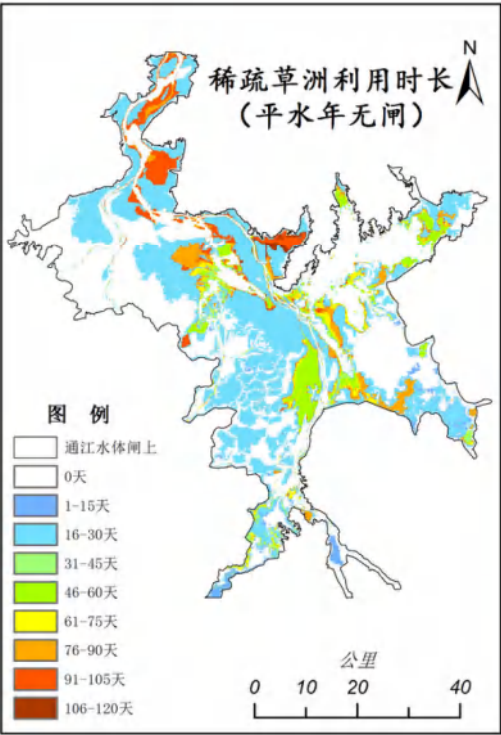 稀疏草洲利用时长
（平水年无闸）
N
图 例
通江水体闸上
0天
1-15天
16-30天
31-45天
46-60天
61-75天
76-90天
91-105天
106-120天
公里
0 10 20 40